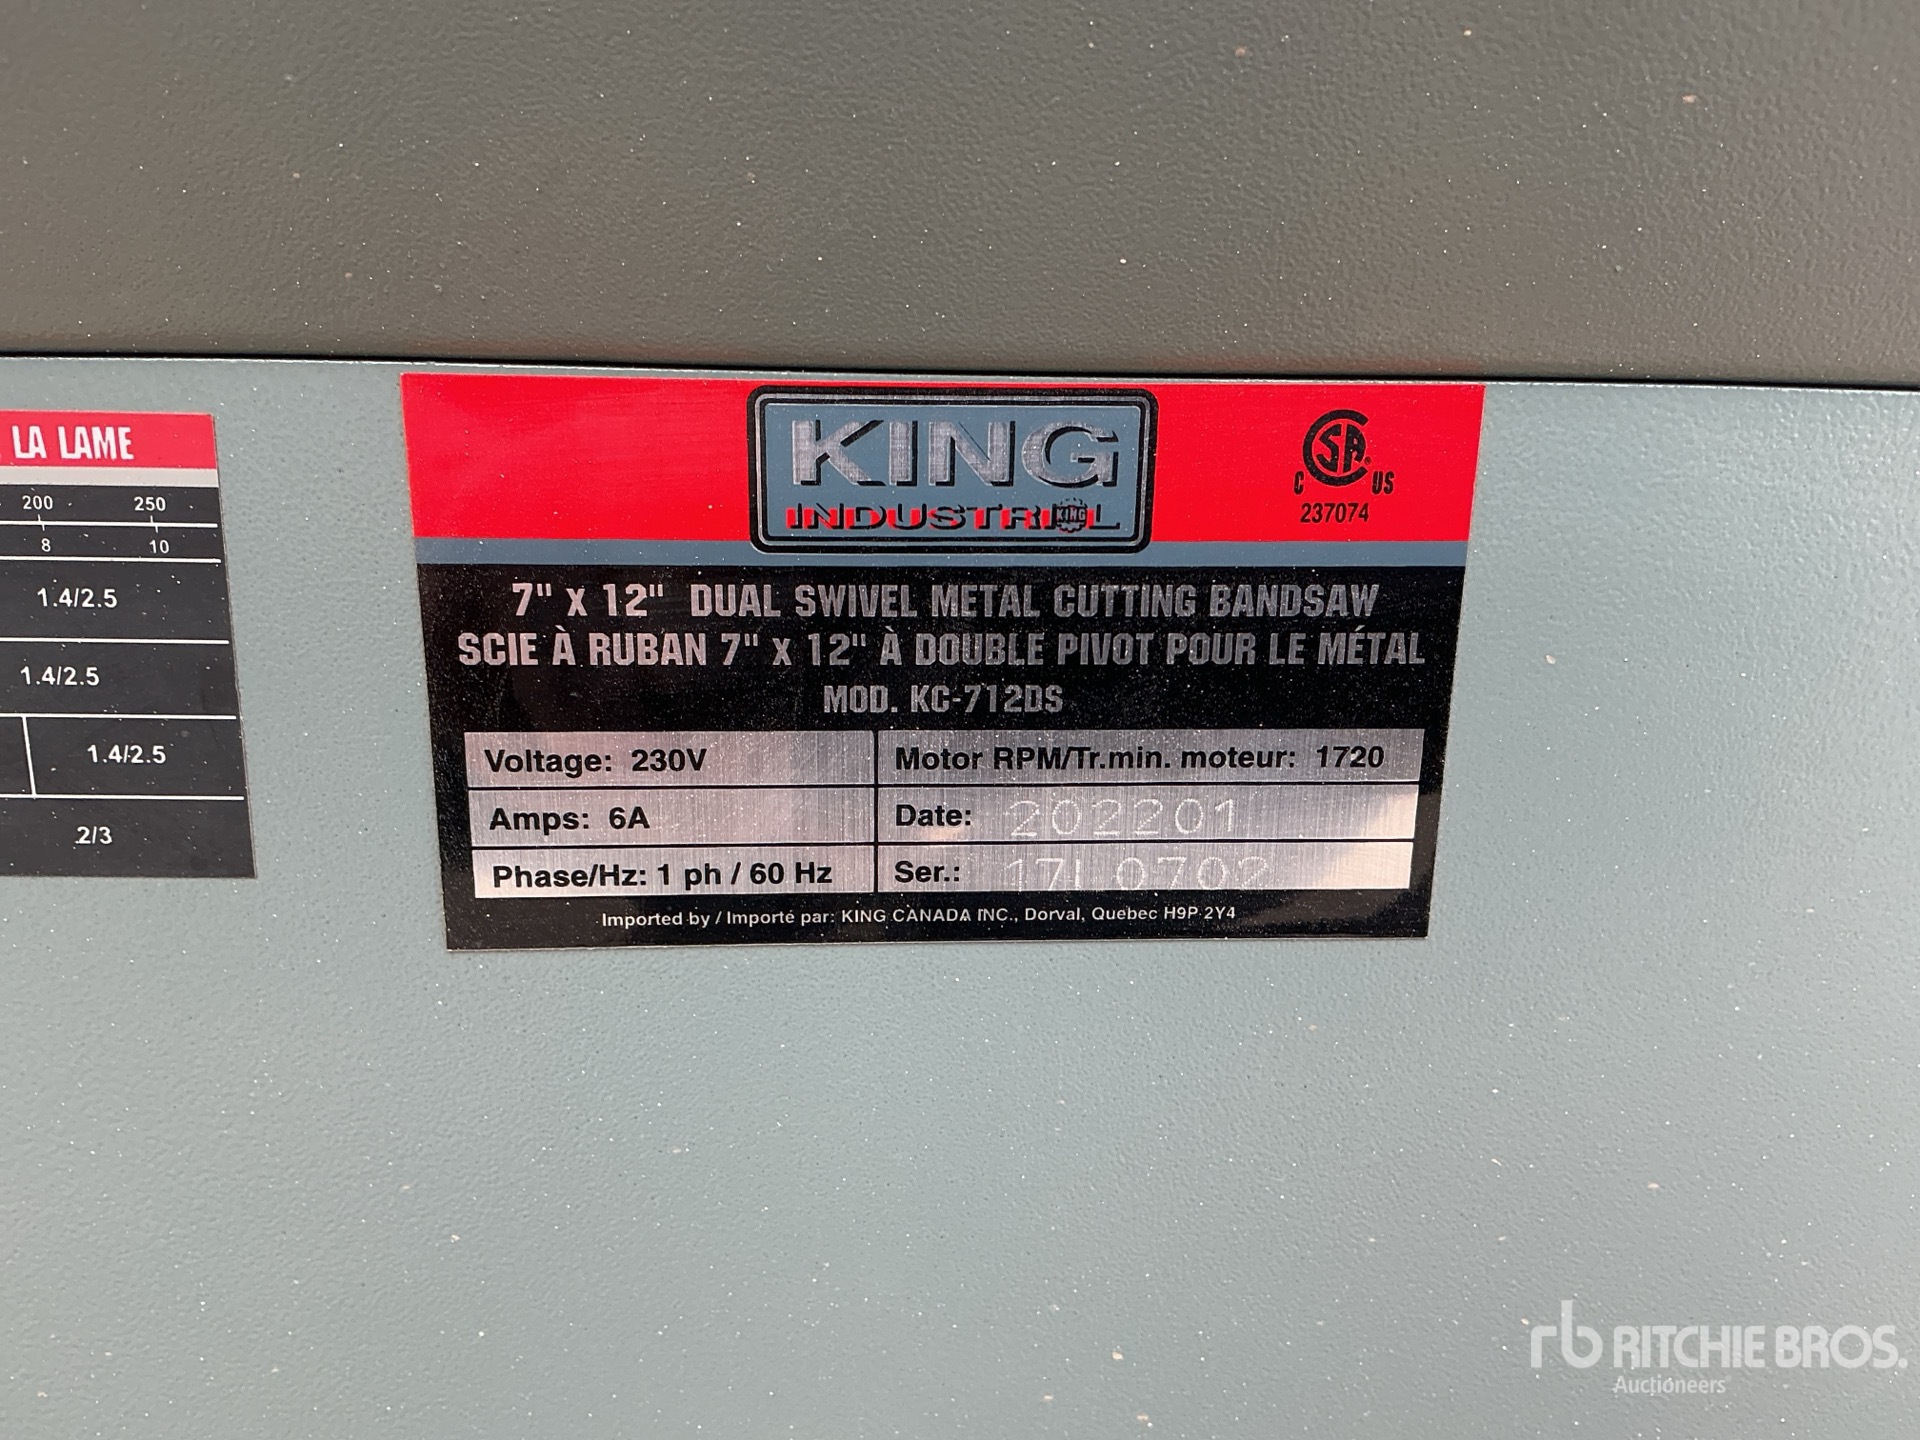 LA LAME
200 250
8 10
1.4/2.5
1.4/2.5
1.4/2.5
2/3
KING
INDUSTRIAL
KING
CSA
C US
237074
7" X 12" DUAL SWIVEL METAL CUTTING BANDSAW
SCIE À RUBAN 7" X 12" À DOUBLE PIVOT POUR LE MÉTAL
MOD. KC-712DS
Voltage: 230V
Motor RPM/Tr.min. moteur: 1720
Amps: 6A
Date: 202201
Phase/Hz: 1 ph / 60 Hz
Ser.: 17L0702
Imported by / Importé par: KING CANADA INC., Dorval, Quebec H9P 2Y4
rb RITCHIE BROS.
Auctioneers